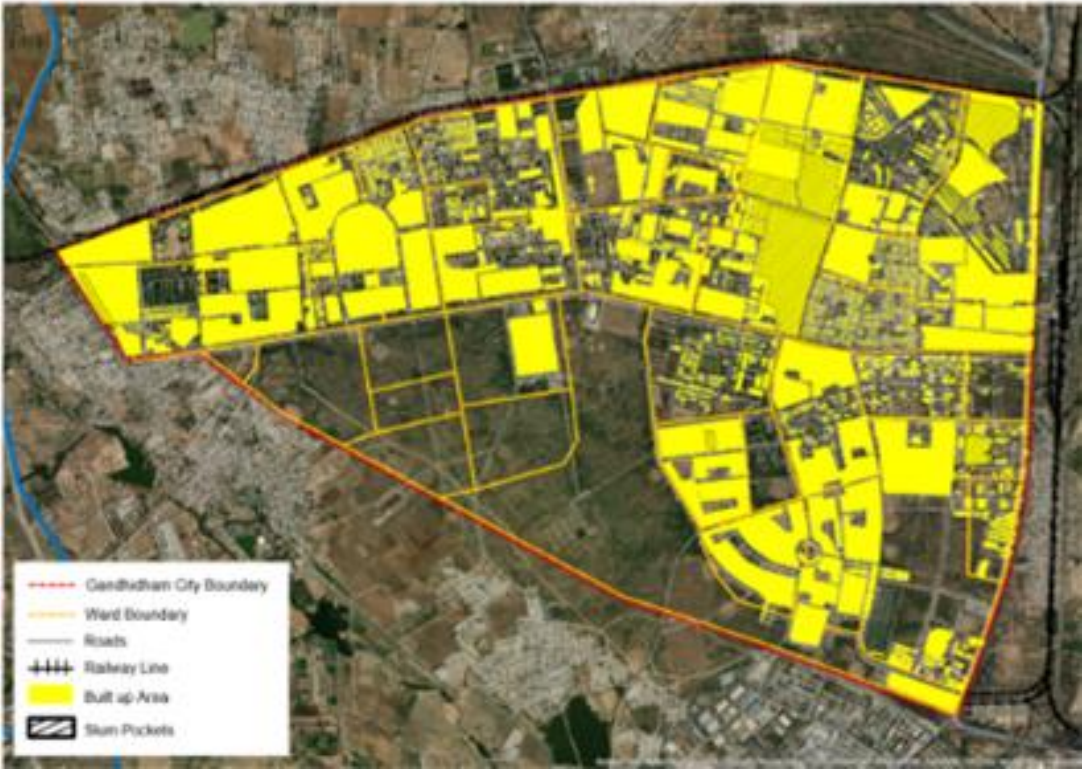 Gandhidham City Boundary
Ward Boundary
Roads
Railway Line
Built up Area
Slum Pockets